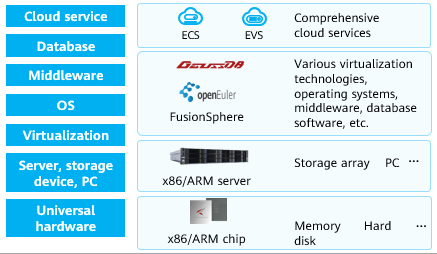 Cloud service
Database
Middleware
OS
Virtualization
Server, storage
device, PC
Universal
hardware
ECS EVS
Comprehensive
cloud services
GaussDB
openEuler
FusionSphere
Various virtualization
technologies,
operating systems,
middleware, database
software, etc.
x86/ARM server
Storage array PC ...
x86/ARM chip
Memory Hard ...
disk